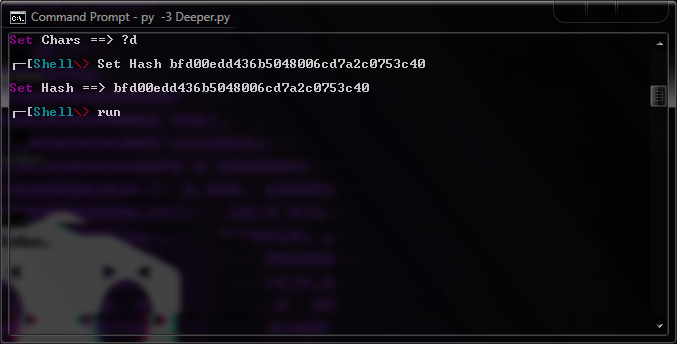 Command Prompt - py  -3 Deeper.py
Set Chars ==> ?d
┌─[Shell\> Set Hash bfd00edd436b5048006cd7a2c0753c40
Set Hash ==> bfd00edd436b5048006cd7a2c0753c40
┌─[Shell\> run